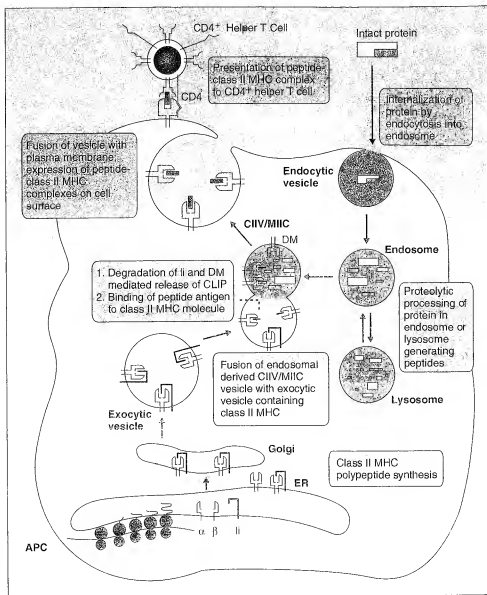 CD4+ Helper T Cell
Intact protein
Presentation of peptide-
class II MHC complex
to CD4+ helper T cell
CD4
Internalization of
protein by
endocytosis into
endosome
Fusion of vesicle with
plasma membrane;
expression of peptide-
class II MHC
complexes on cell
surface
Endocytic
vesicle
CIIV/MIIC
DM
Endosome
1. Degradation of Ii and DM
mediated release of CLIP
2. Binding of peptide antigen
to class II MHC molecule
Proteolytic
processing of
protein in
endosome or
lysosome
generating
peptides
Fusion of endosomal
derived CIIV/MIIC
vesicle with exocytic
vesicle containing
class II MHC
Lysosome
Exocytic
vesicle
Golgi
Class II MHC
polypeptide synthesis
ER
α β Ii
APC